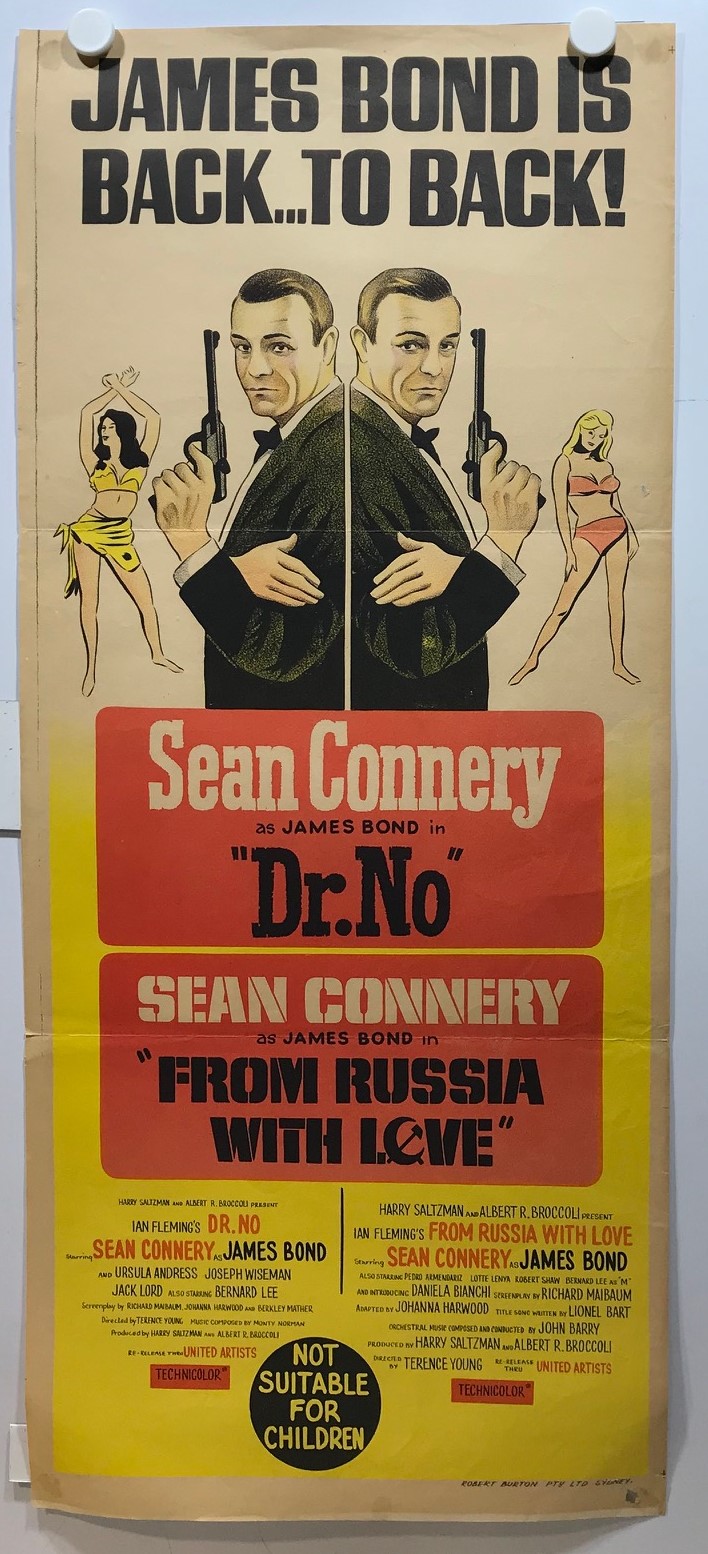 JAMES BOND IS
BACK...TO BACK!
Sean Connery
as JAMES BOND in
"Dr. No"
SEAN CONNERY
as JAMES BOND in
"FROM RUSSIA
WITH LOVE"
HARRY SALTZMAN AND ALBERT R. BROCCOLI PRESENT
IAN FLEMING'S DR. NO
Starring SEAN CONNERY AS JAMES BOND
AND URSULA ANDRESS JOSEPH WISEMAN
JACK LORD ALSO STARRING BERNARD LEE
Screenplay by RICHARD MAIBAUM, JOHANNA HARWOOD AND BERKLEY MATHER
Directed by TERENCE YOUNG MUSIC COMPOSED BY MONTY NORMAN
Produced by HARRY SALTZMAN AND ALBERT R. BROCCOLI
RE-RELEASE THRU UNITED ARTISTS
TECHNICOLOR®
HARRY SALTZMAN AND ALBERT R. BROCCOLI PRESENT
IAN FLEMING'S FROM RUSSIA WITH LOVE
Starring SEAN CONNERY AS JAMES BOND
ALSO STARRING PEDRO ARMENDARIZ LOTTE LENYA ROBERT SHAW BERNARD LEE AS "M"
AND INTRODUCING DANIELA BIANCHI SCREENPLAY BY RICHARD MAIBAUM
ADAPTED BY JOHANNA HARWOOD TITLE SONG WRITTEN BY LIONEL BART
ORCHESTRAL MUSIC COMPOSED AND CONDUCTED BY JOHN BARRY
PRODUCED BY HARRY SALTZMAN AND ALBERT R. BROCCOLI
DIRECTED BY TERENCE YOUNG RE-RELEASE THRU UNITED ARTISTS
TECHNICOLOR®
NOT
SUITABLE
FOR
CHILDREN
ROBERT BURTON PTY LTD SYDNEY.